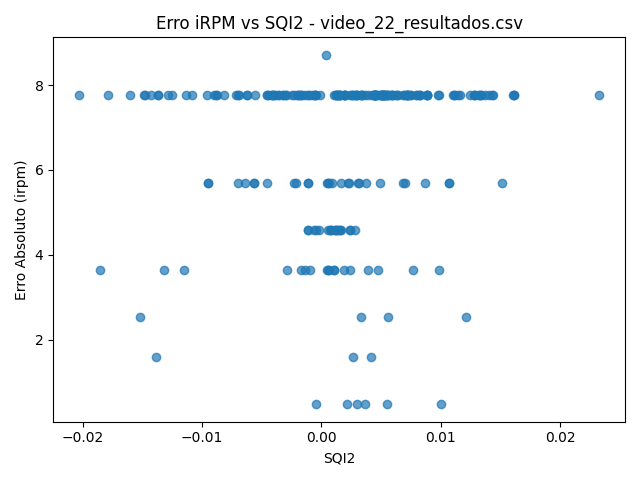 Erro iRPM vs SQI2 - video_22_resultados.csv
Erro Absoluto (irpm)
8
6
4
2
−0.02 −0.01 0.00 0.01 0.02
SQI2